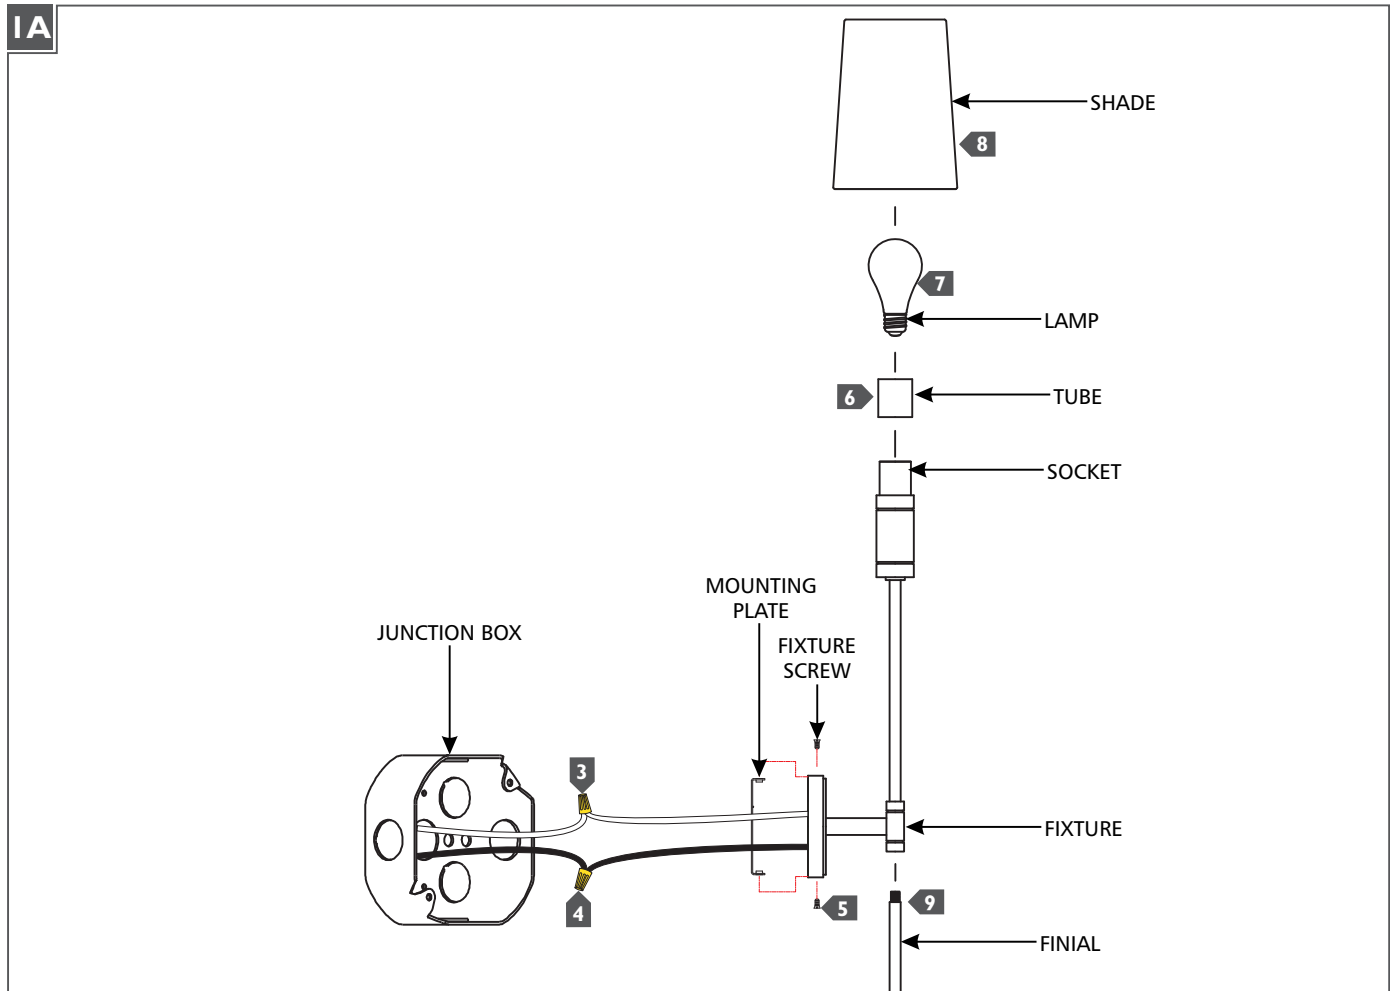 1A
SHADE
8
7
LAMP
6
TUBE
SOCKET
MOUNTING
PLATE
JUNCTION BOX
FIXTURE
SCREW
3
FIXTURE
4
5
9
FINIAL